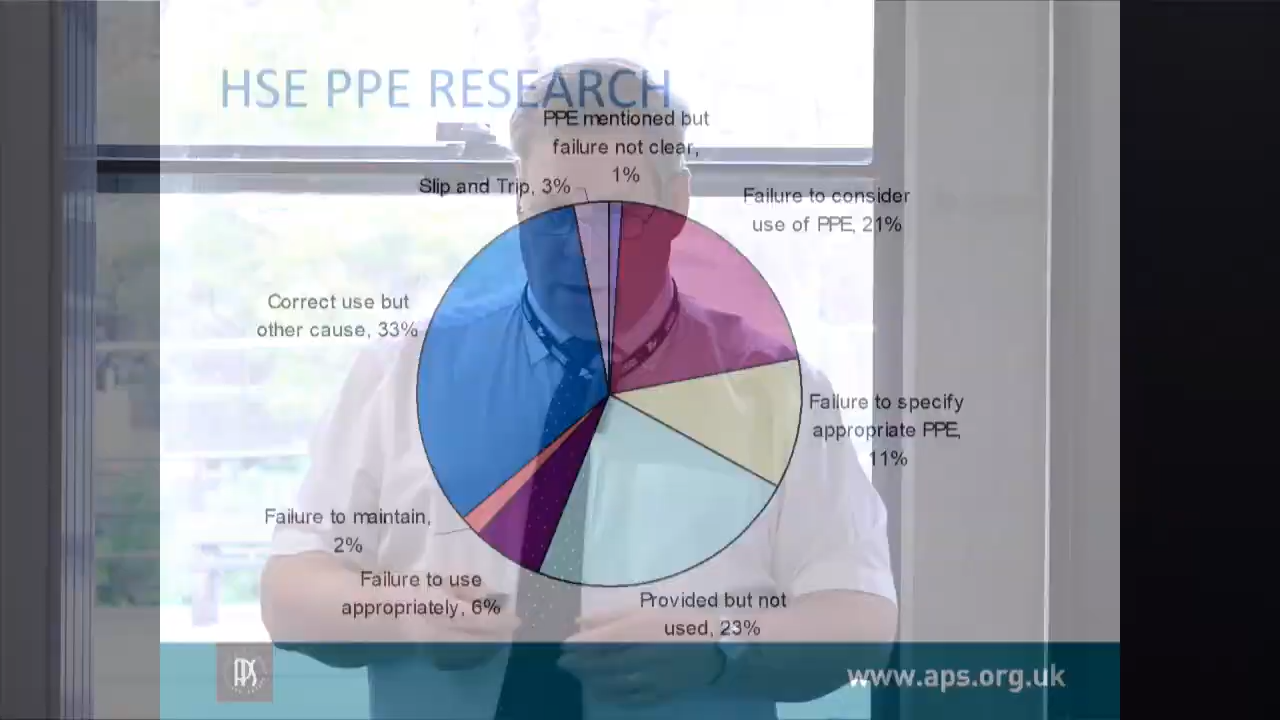 HSE PPE RESEARCH
PPE mentioned but
failure not clear,
1%
Slip and Trip, 3%
Failure to consider
use of PPE, 21%
Correct use but
other cause, 33%
Failure to specify
appropriate PPE,
11%
Failure to maintain,
2%
Failure to use
appropriately, 6%
Provided but not
used, 23%
APS
www.aps.org.uk